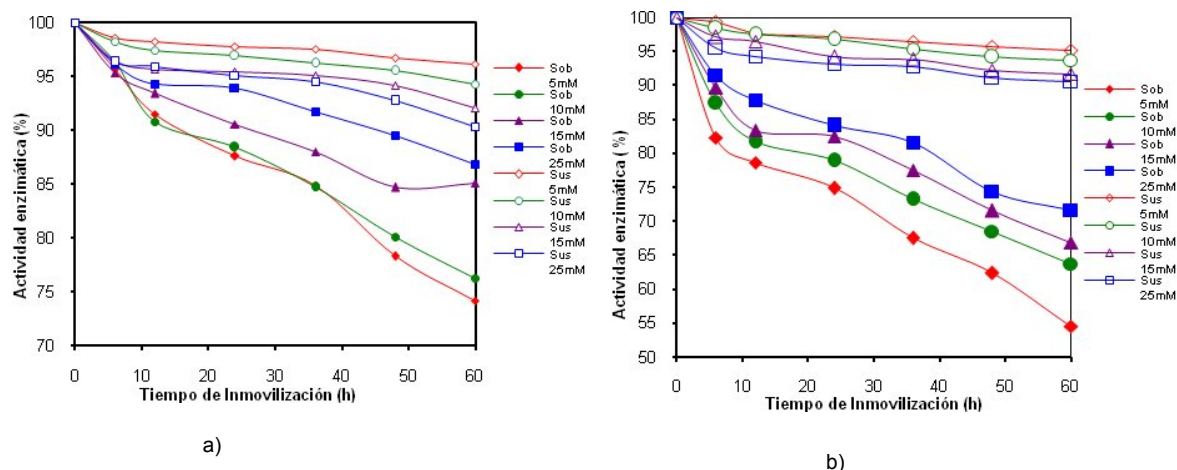 100
95
90
85
80
75
70
Actividad enzimática (%)
0 10 20 30 40 50 60
Tiempo de Inmovilización (h)
Sob
5mM
Sob
10mM
Sob
15mM
Sob
25mM
Sus
5mM
Sus
10mM
Sus
15mM
Sus
25mM
a)
100
95
90
85
80
75
70
65
60
55
50
Actividad enzimática ( %)
0 10 20 30 40 50 60
Tiempo de Inmovilización (h)
Sob
5mM
Sob
10mM
Sob
15mM
Sob
25mM
Sus
5mM
Sus
10mM
Sus
15mM
Sus
25mM
b)